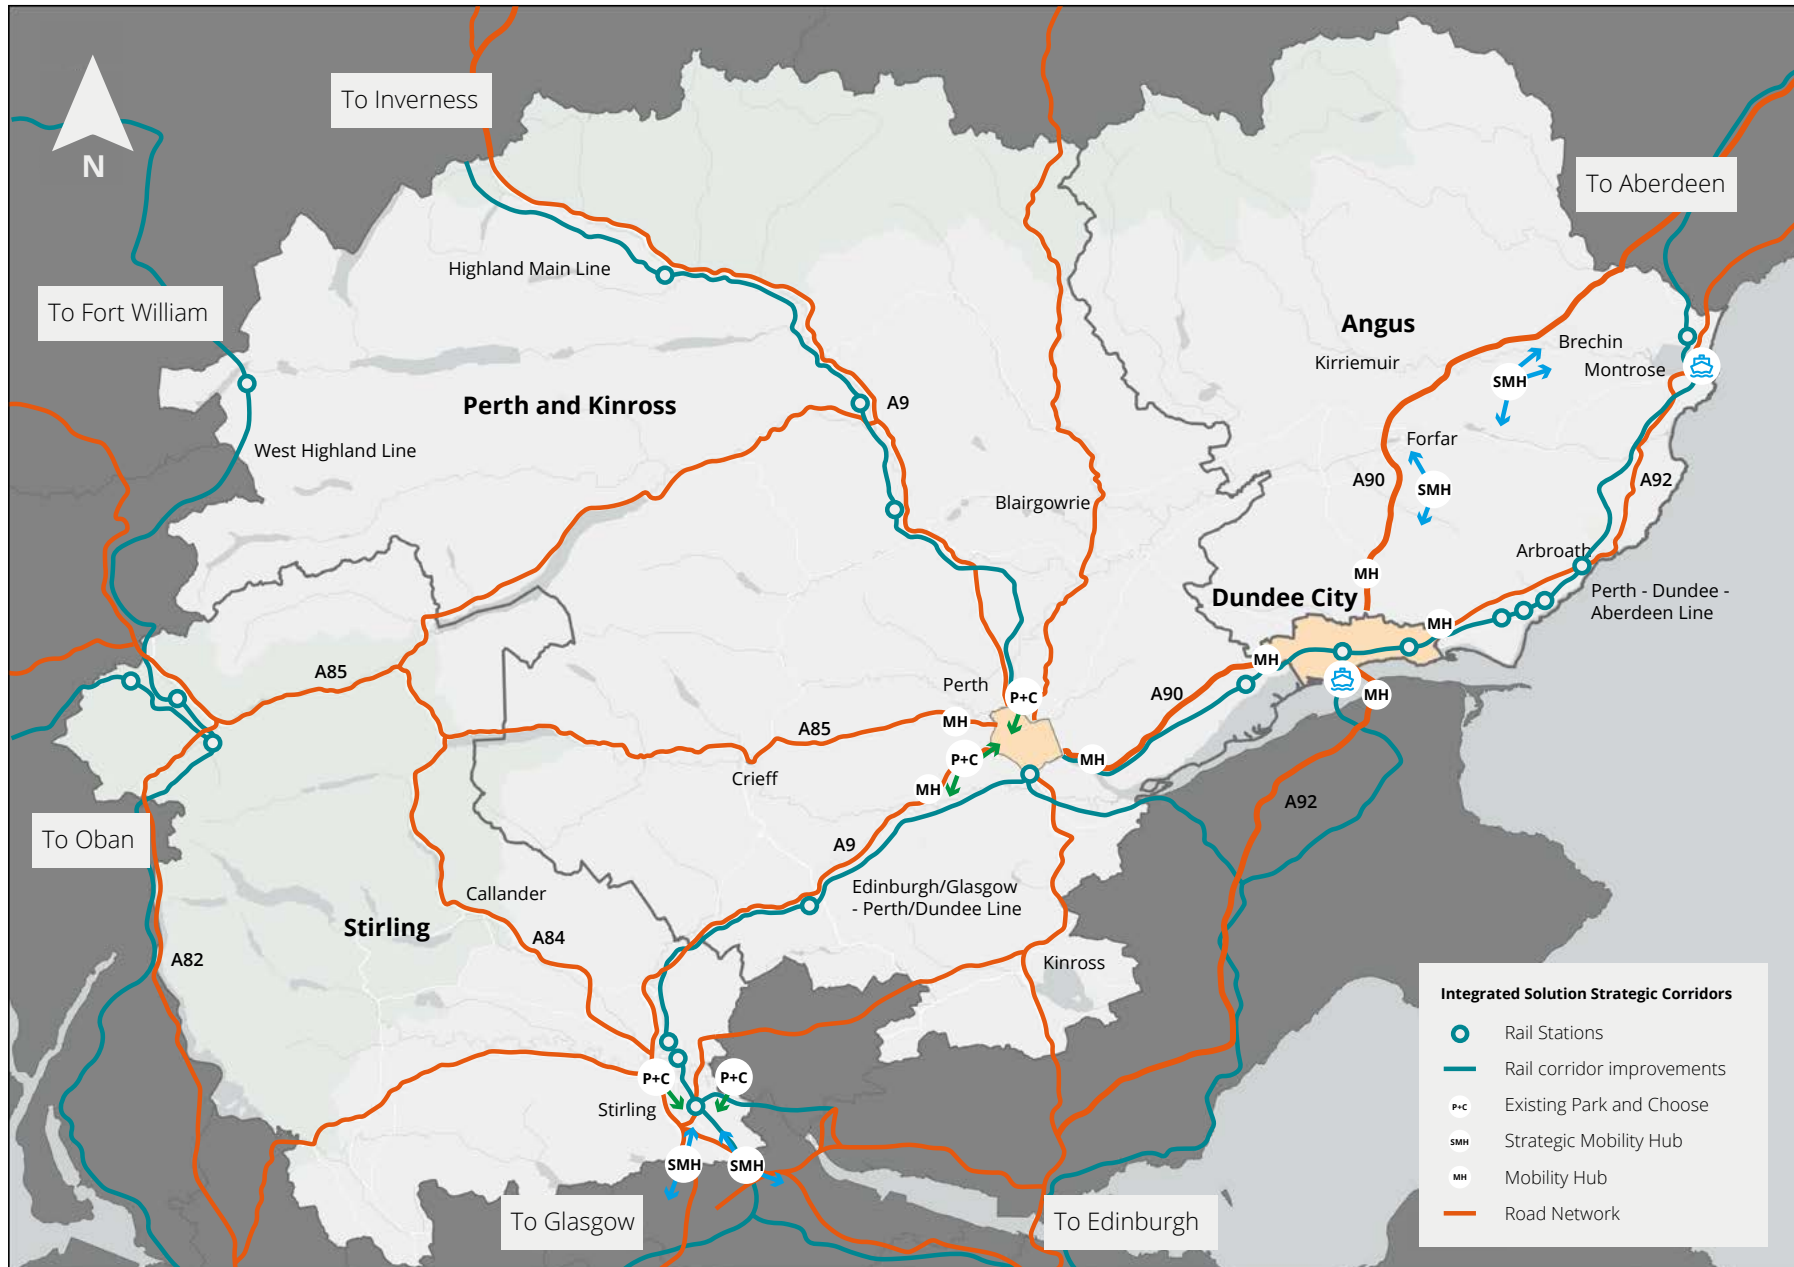 To Inverness
N
To Aberdeen
Highland Main Line
To Fort William
Angus
Kirriemuir
Brechin
Montrose
SMH
Perth and Kinross
A9
West Highland Line
Forfar
A90
SMH
A92
Blairgowrie
Arbroath
MH
Dundee City
Perth - Dundee -
Aberdeen Line
MH
MH
A85
Perth
P+C
A90
MH
MH
A85
P+C
MH
Crieff
MH
A92
To Oban
A9
Callander
Edinburgh/Glasgow
- Perth/Dundee Line
Stirling
A84
A82
Kinross
P+C
P+C
Stirling
SMH
SMH
To Glasgow
To Edinburgh
Integrated Solution Strategic Corridors
Rail Stations
Rail corridor improvements
P+C Existing Park and Choose
SMH Strategic Mobility Hub
MH Mobility Hub
Road Network